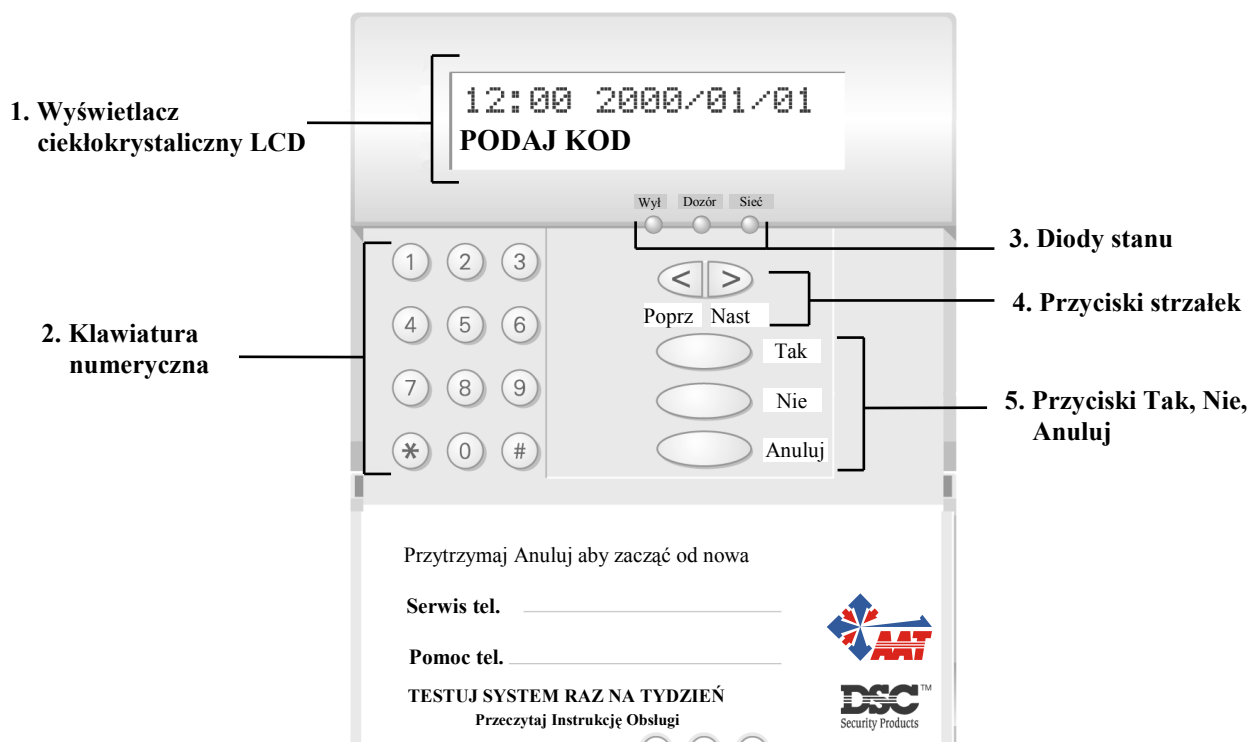 12:00 2000/01/01
PODAJ KOD
1. Wyświetlacz
ciekłokrystaliczny LCD
Wył Dozór Sieć
3. Diody stanu
1 2 3
< >
Poprz Nast
4. Przyciski strzałek
2. Klawiatura
numeryczna
4 5 6
Tak
7 8 9
Nie
5. Przyciski Tak, Nie,
Anuluj
* 0 #
Anuluj
Przytrzymaj Anuluj aby zacząć od nowa
Serwis tel.
Pomoc tel.
AAT
TESTUJ SYSTEM RAZ NA TYDZIEŃ
Przeczytaj Instrukcję Obsługi
DSC™
Security Products